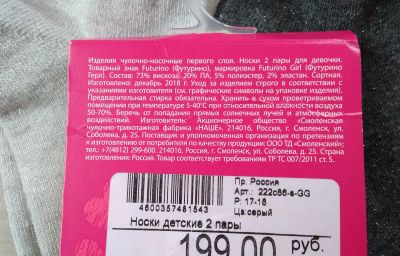 Изделия чулочно-носочные первого слоя. Носки 2 пары для девочки.
Товарный знак Futurino (Футурино), маркировка Futurino Girl (Футурино
Герл). Состав: 73% вискоза, 20% ПА, 5% полиэстер, 2% эластан. Сортная.
Изготовлено: декабрь 2018 г Уход за изделием строго в соответствии с
указаниями изготовителя (см. графические символы на упаковке изделия).
Предварительная стирка обязательна. Хранить в сухом проветриваемом
помещении при температуре 5-40°С при относительной влажности воздуха
50-70%. Беречь от попадания прямых солнечных лучей и атмосферных
воздействий. Изготовитель: Акционерное общество «Смоленская
чулочно-трикотажная фабрика «НАШЕ», 214016, Россия, г. Смоленск, ул.
Соболева, д. 25. Поставщик и уполномоченная организация по претензиям
к изделиям от потребителя по качеству продукции: ООО ТД «Смоленский»;
тел.: +7(4812) 299-600, 214016, Россия, г. Смоленск, ул. Соболева, д. 25. Страна
изготовления: Россия. Товар соответствует требованиям ТР ТС 007/2011 ст. 5.
4600357481543
Пр. Россия
Арт.: 222с86-s-GG
Р: 17-18
Цв:серый
Носки детские 2 пары
199.00 руб.